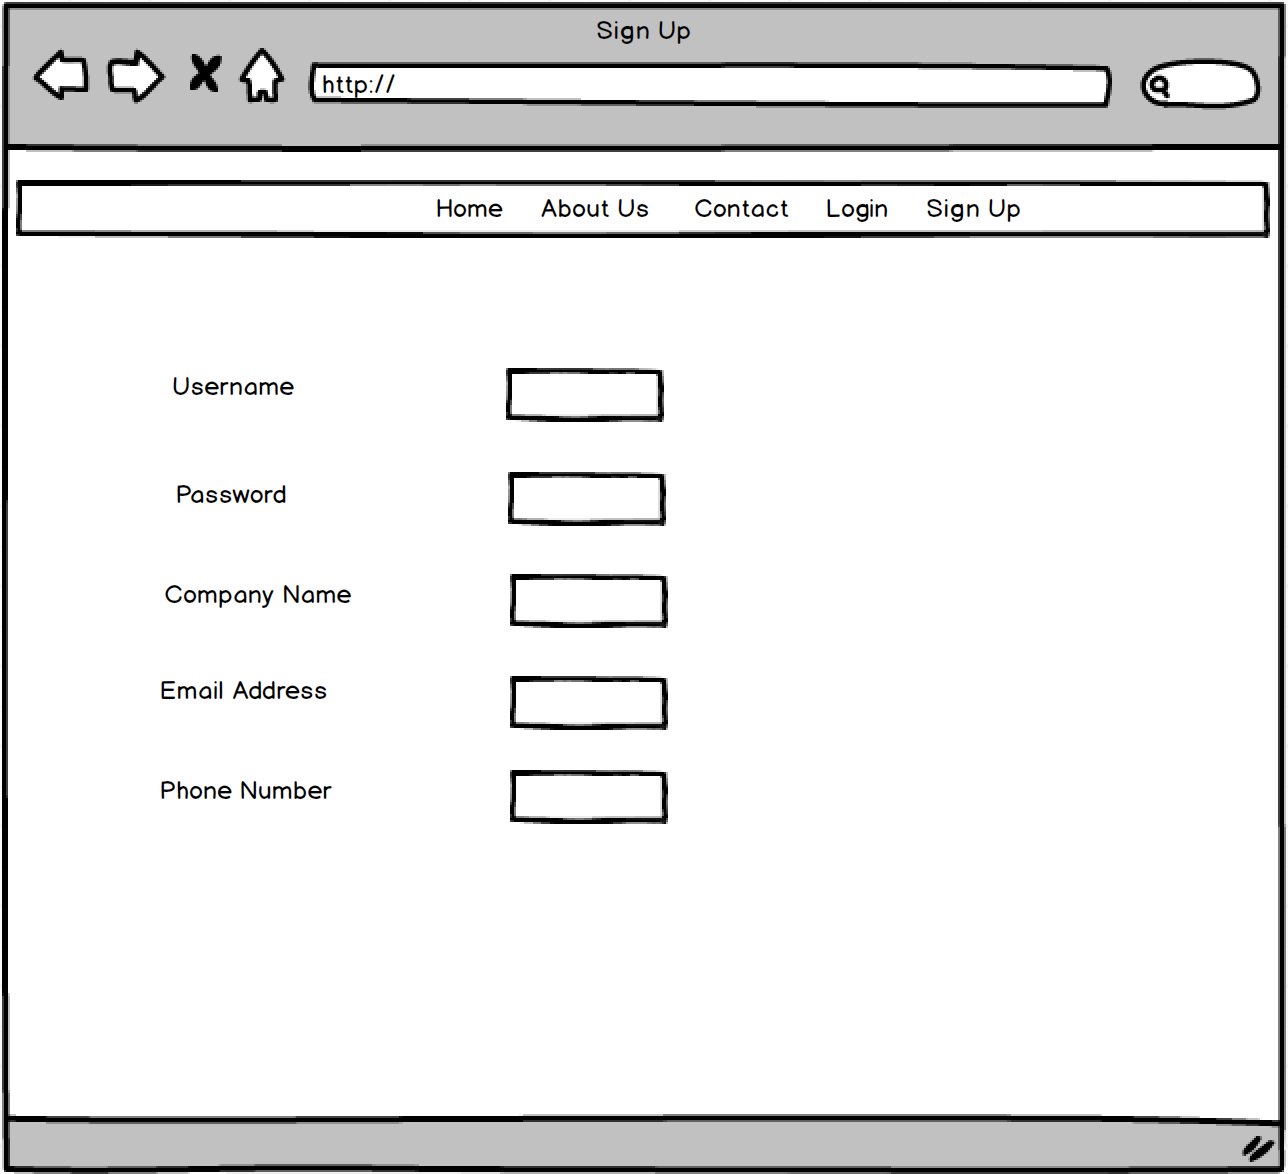 Sign Up
http://
Home About Us Contact Login Sign Up
Username
Password
Company Name
Email Address
Phone Number